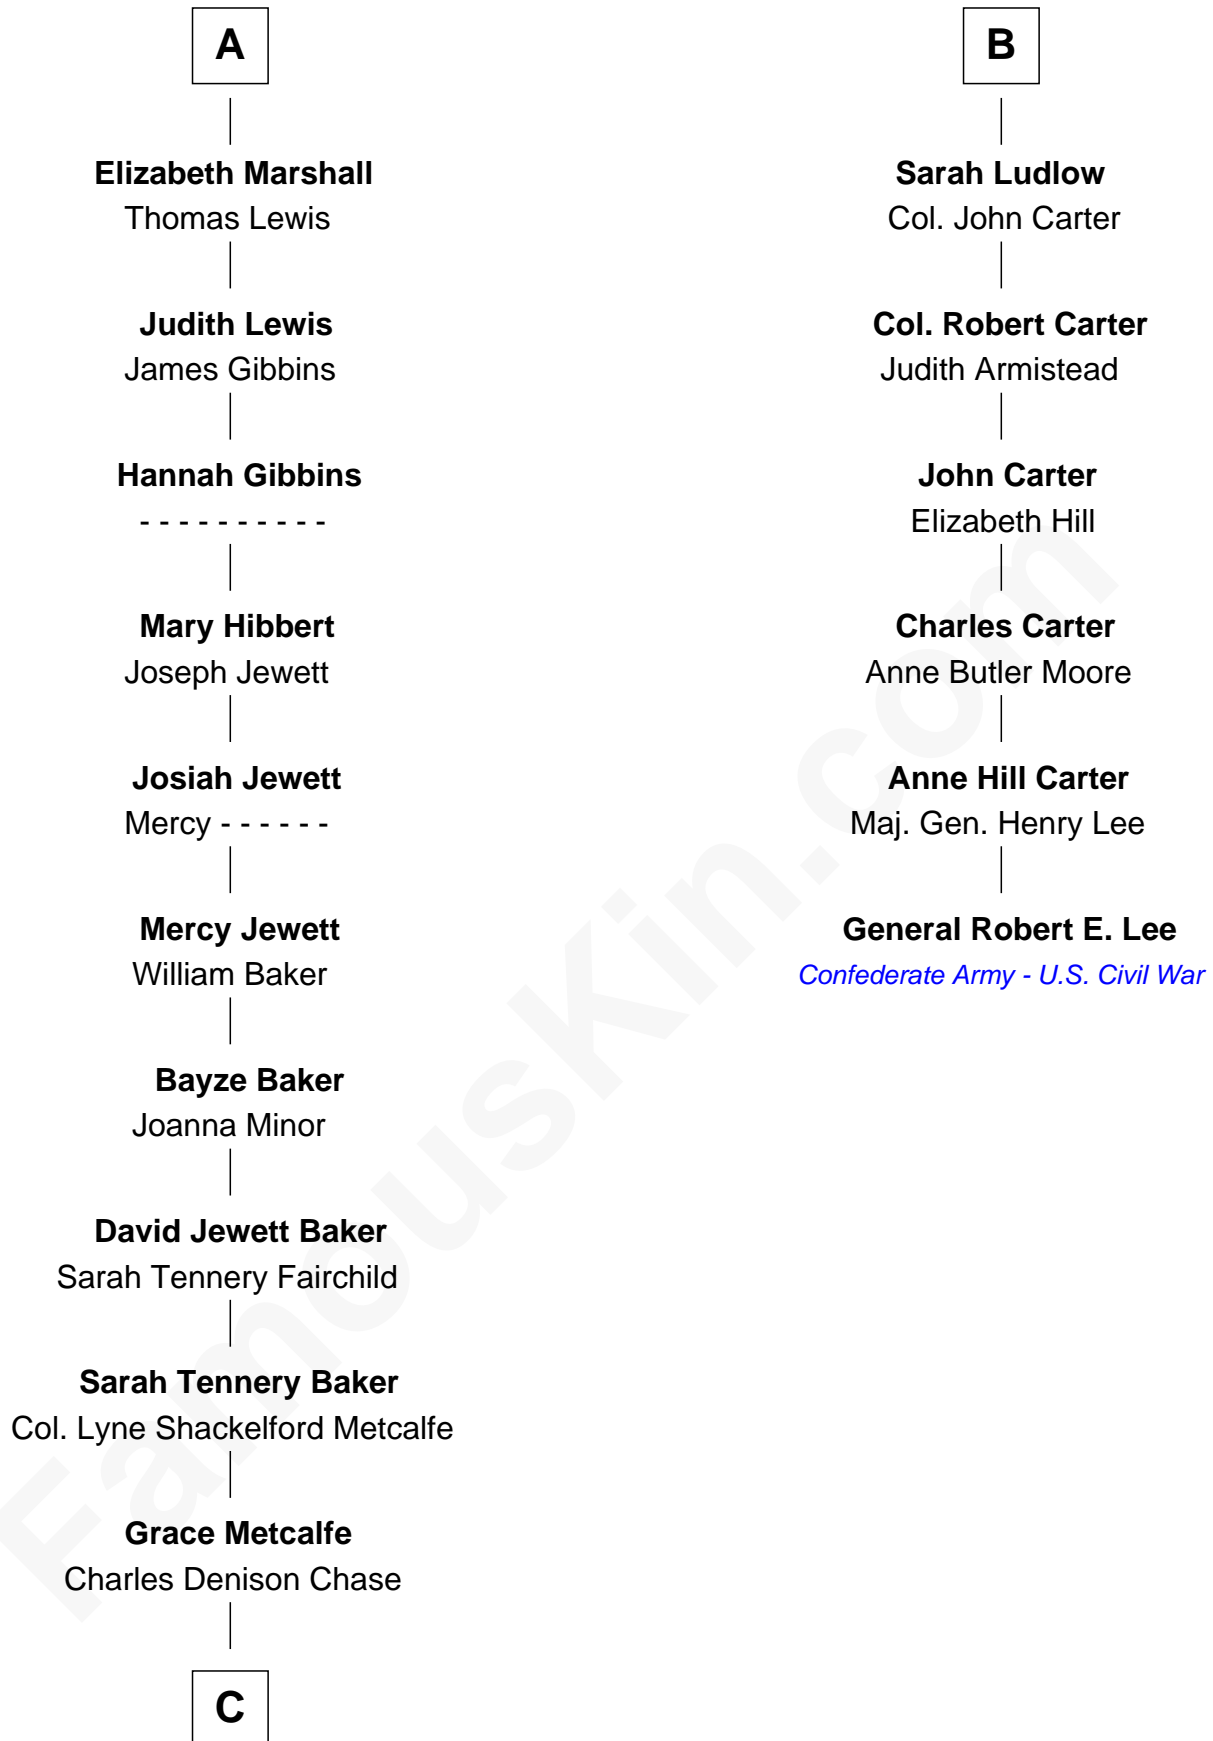 A
Elizabeth Marshall
Thomas Lewis
Judith Lewis
James Gibbins
Hannah Gibbins
- - - - - - - - - -
Mary Hibbert
Joseph Jewett
Josiah Jewett
Mercy - - - - - -
Mercy Jewett
William Baker
Bayze Baker
Joanna Minor
David Jewett Baker
Sarah Tennery Fairchild
Sarah Tennery Baker
Col. Lyne Shackelford Metcalfe
Grace Metcalfe
Charles Denison Chase
C
B
Sarah Ludlow
Col. John Carter
Col. Robert Carter
Judith Armistead
John Carter
Elizabeth Hill
Charles Carter
Anne Butler Moore
Anne Hill Carter
Maj. Gen. Henry Lee
General Robert E. Lee
Confederate Army - U.S. Civil War
FamousKin.com